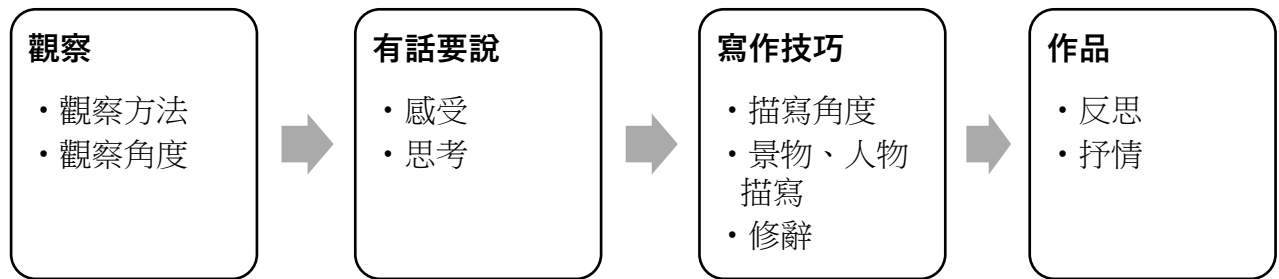 觀察
・觀察方法
・觀察角度
有話要說
・感受
・思考
寫作技巧
・描寫角度
・景物、人物
描寫
・修辭
作品
・反思
・抒情